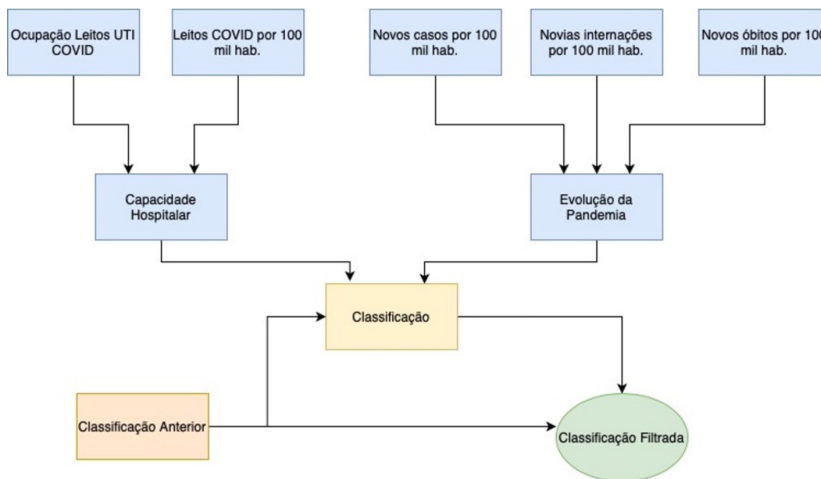 Ocupação Leitos UTI
COVID
Leitos COVID por 100
mil hab.
Novos casos por 100
mil hab.
Novias internações
por 100 mil hab.
Novos óbitos por 100
mil hab.
Capacidade
Hospitalar
Evolução da
Pandemia
Classificação
Classificação Anterior
Classificação Filtrada